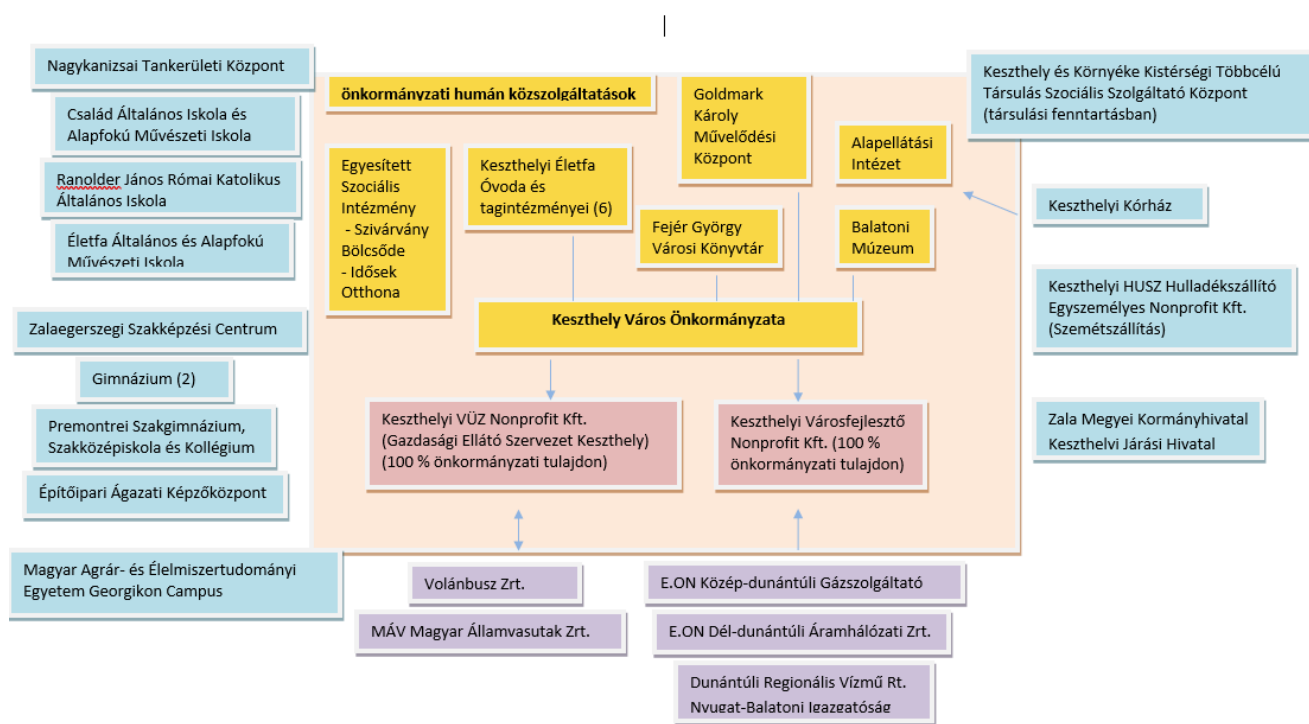 Nagykanizsai Tankerületi Központ
Család Általános Iskola és
Alapfokú Művészeti Iskola
Ranolder János Római Katolikus
Általános Iskola
Életfa Általános és Alapfokú
Művészeti Iskola
Zalaegerszegi Szakképzési Centrum
Gimnázium (2)
Premontrei Szakgimnázium,
Szakközépiskola és Kollégium
Építőipari Ágazati Képzőközpont
Magyar Agrár- és Élelmiszertudományi
Egyetem Georgikon Campus
önkormányzati humán közszolgáltatások
Egyesített
Szociális
Intézmény
- Szivárvány
Bölcsőde
- Idősek
Otthona
Keszthelyi Életfa
Óvoda és
tagintézményei (6)
Goldmark
Károly
Művelődési
Központ
Fejér György
Városi Könyvtár
Alapellátási
Intézet
Balatoni
Múzeum
Keszthely Város Önkormányzata
Keszthelyi VÜZ Nonprofit Kft.
(Gazdasági Ellátó Szervezet Keszthely)
(100 % önkormányzati tulajdon)
Keszthelyi Városfejlesztő
Nonprofit Kft. (100 %
önkormányzati tulajdon)
Volánbusz Zrt.
MÁV Magyar Államvasutak Zrt.
E.ON Közép-dunántúli Gázszolgáltató
E.ON Dél-dunántúli Áramhálózati Zrt.
Dunántúli Regionális Vízmű Rt.
Nyugat-Balatoni Igazgatóság
Keszthely és Környéke Kistérségi Többcélú
Társulás Szociális Szolgáltató Központ
(társulási fenntartásban)
Keszthelyi Kórház
Keszthelyi HUSZ Hulladékszállító
Egyszemélyes Nonprofit Kft.
(Szemétszállítás)
Zala Megyei Kormányhivatal
Keszthelyi Járási Hivatal